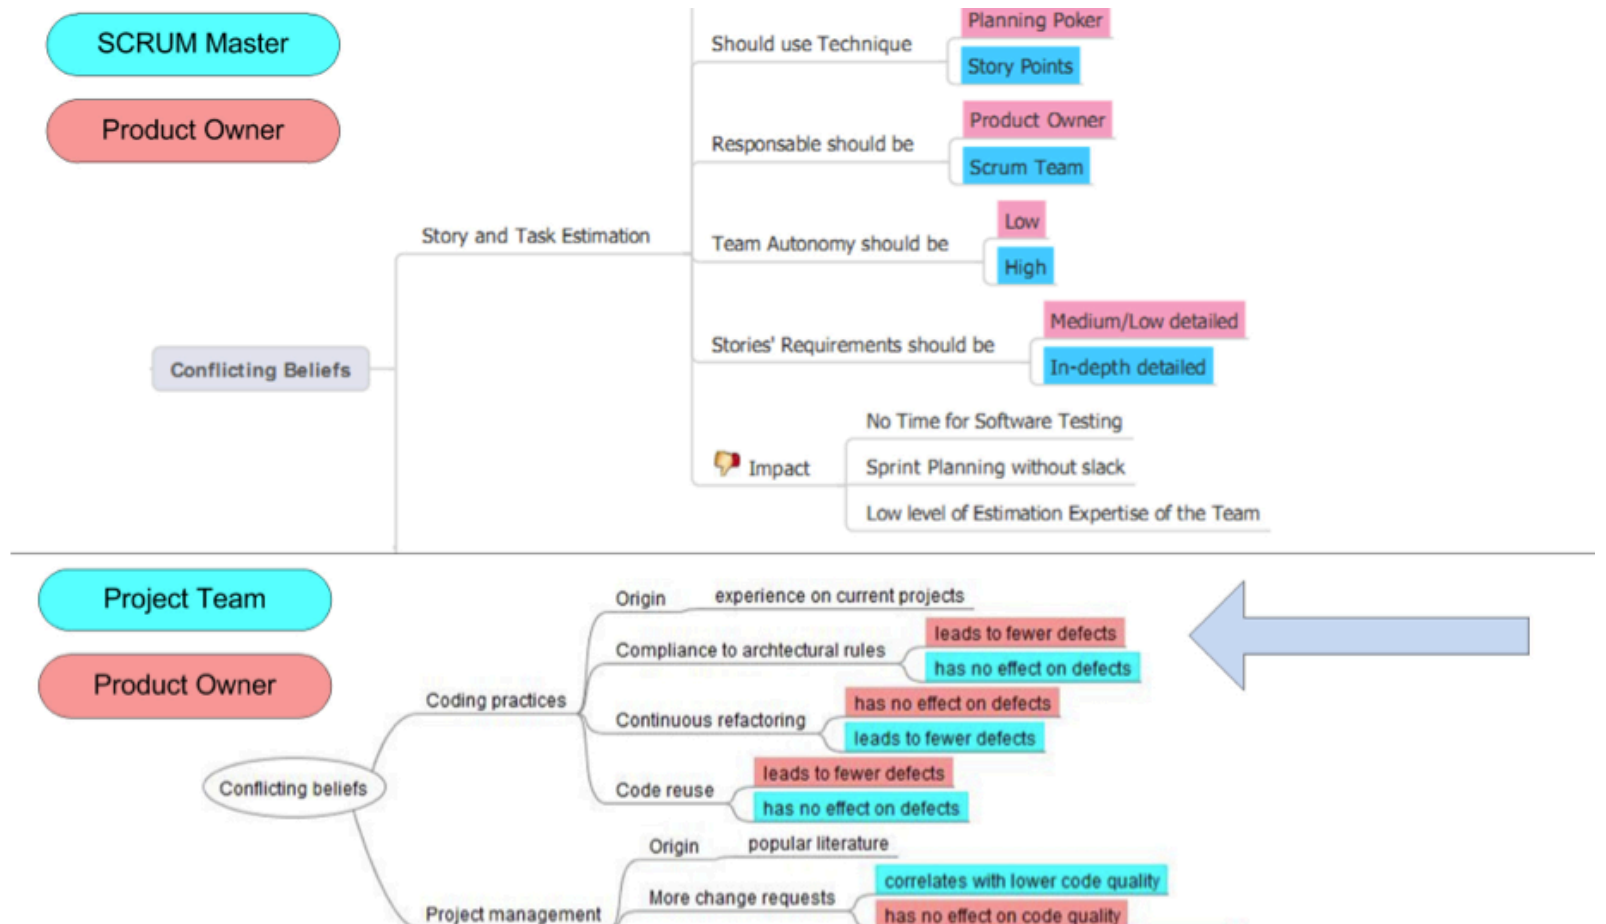 SCRUM Master
Product Owner
Planning Poker
Should use Technique
Story Points
Product Owner
Responsable should be
Scrum Team
Low
Story and Task Estimation
Team Autonomy should be
High
Medium/Low detailed
Stories' Requirements should be
In-depth detailed
Conflicting Beliefs
No Time for Software Testing
Impact
Sprint Planning without slack
Low level of Estimation Expertise of the Team
Project Team
Product Owner
Origin
experience on current projects
leads to fewer defects
Compliance to archtectural rules
has no effect on defects
Coding practices
has no effect on defects
Continuous refactoring
leads to fewer defects
leads to fewer defects
Code reuse
has no effect on defects
Conflicting beliefs
Origin
popular literature
correlates with lower code quality
More change requests
has no effect on code quality
Project management